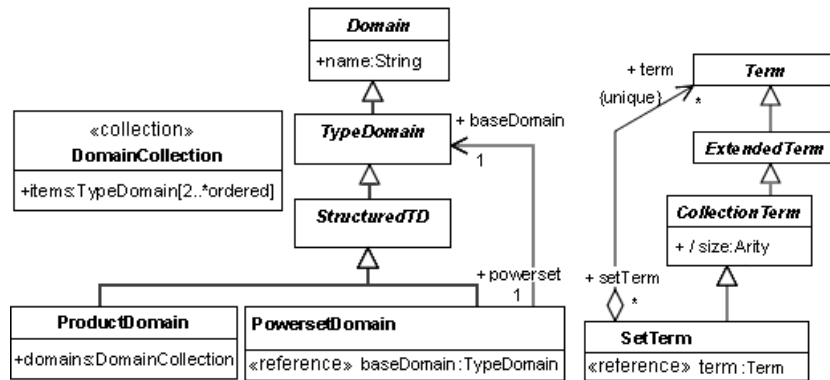 Domain
+name:String
TypeDomain
+ baseDomain
1
«collection»
DomainCollection
+items:TypeDomain[2..*ordered]
StructuredTD
+ powerset
1
ProductDomain
+domains:DomainCollection
PowersetDomain
«reference» baseDomain:TypeDomain
+ term
{unique}
*
Term
ExtendedTerm
CollectionTerm
+ / size:Arity
+ setTerm
*
SetTerm
«reference» term :Term